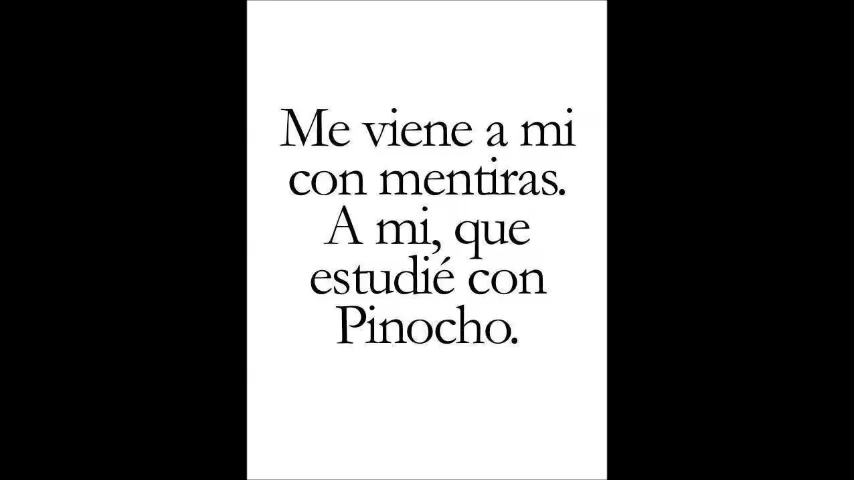 Me viene a mi
con mentiras.
A mi, que
estudié con
Pinocho.